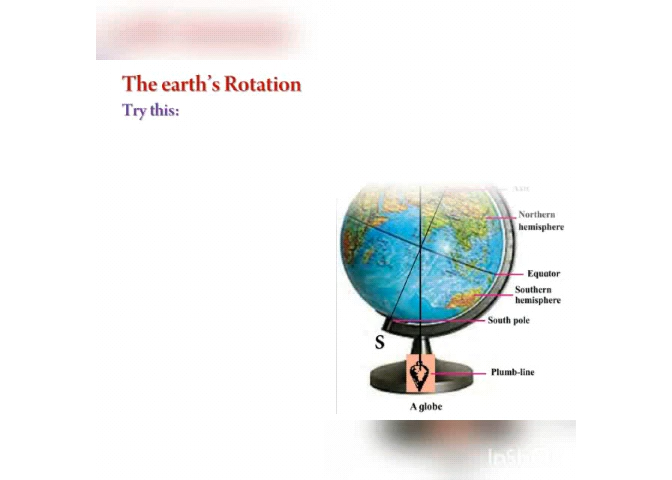 The earth's Rotation
Try this:
Northern
hemisphere
Equator
Southern
hemisphere
South pole
S
Plumb-line
A globe